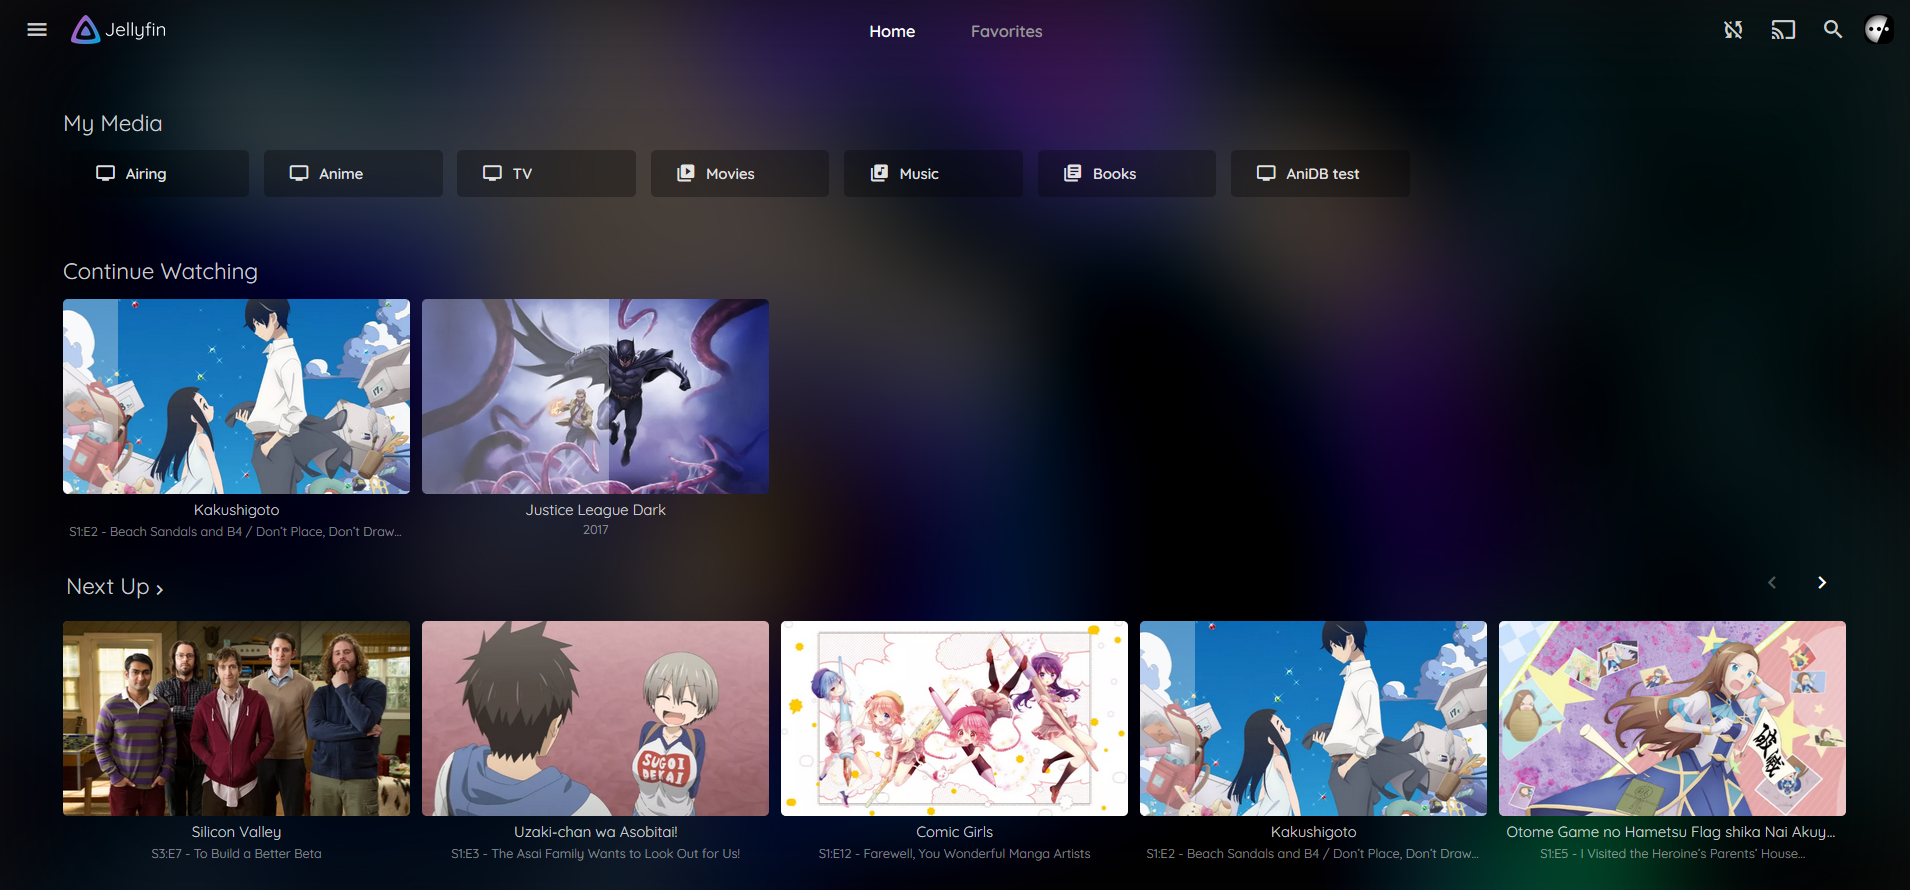 Jellyfin
Home
Favorites
My Media
Airing
Anime
TV
Movies
Music
Books
AniDB test
Continue Watching
17
Kakushigoto
S1:E2 - Beach Sandals and B4 / Don't Place, Don't Draw...
Justice League Dark
2017
Next Up
Silicon Valley
S3:E7 - To Build a Better Beta
SUGOI
DEKAI
Uzaki-chan wa Asobitai!
S1:E3 - The Asai Family Wants to Look Out for Us!
Comic Girls
S1:E12 - Farewell, You Wonderful Manga Artists
17
Kakushigoto
S1:E2 - Beach Sandals and B4 / Don't Place, Don't Draw...
破滅
Otome Game no Hametsu Flag shika Nai Akuy...
S1:E5 - I Visited the Heroine's Parents' House...